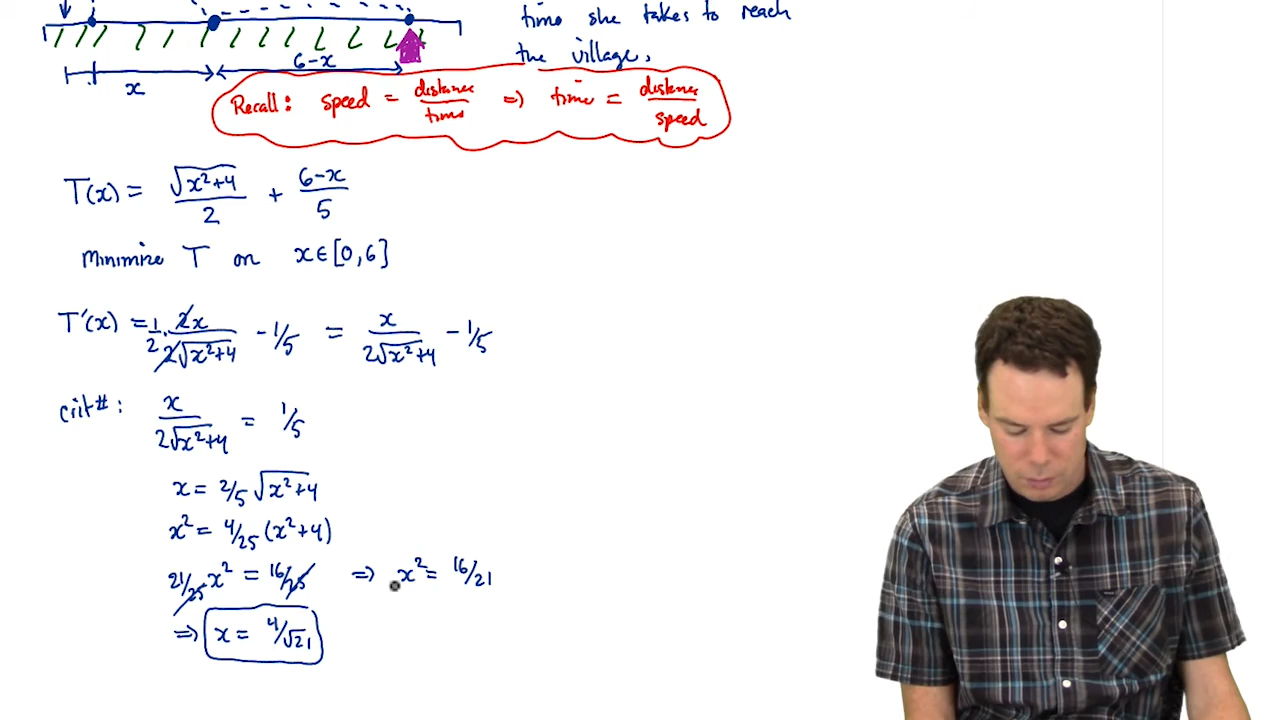 time she takes to reach
the village.
x
6-x
Recall: speed = distance/time ⇒ time = distance/speed
T(x) = √(x²+4)/2 + (6-x)/5
Minimize T on x∈[0,6]
T'(x) = 1/2 · 2x/(2√(x²+4)) - 1/5 = x/(2√(x²+4)) - 1/5
crit#: x/(2√(x²+4)) = 1/5
x = 2/5 √(x²+4)
x² = 4/25 (x²+4)
21/25 x² = 16/25 ⇒ x² = 16/21
⇒ x = 4/√21